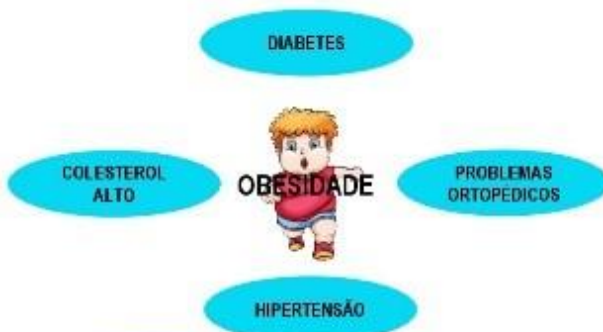 DIABETES
COLESTEROL
ALTO
OBESIDADE
PROBLEMAS
ORTOPÉDICOS
HIPERTENSÃO